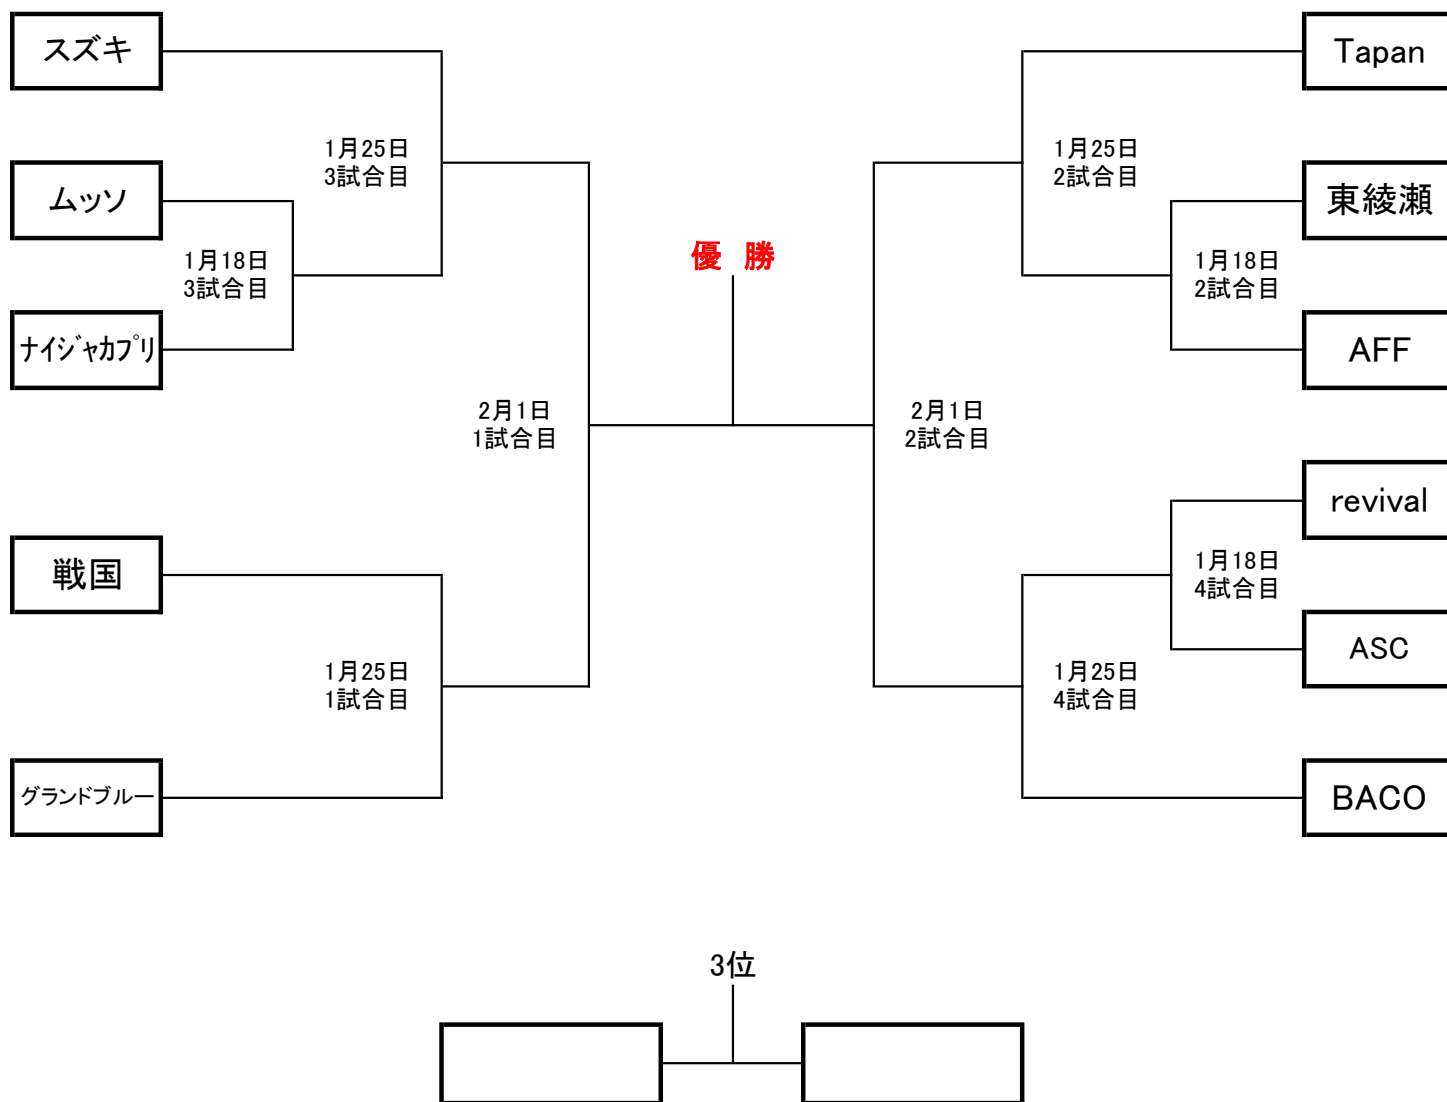 スズキ
Tapan
1月25日
3試合目
1月25日
2試合目
ムッソ
東綾瀬
優 勝
1月18日
3試合目
1月18日
2試合目
ナイジャカプリ
AFF
2月1日
1試合目
2月1日
2試合目
revival
戦国
1月18日
4試合目
ASC
1月25日
1試合目
1月25日
4試合目
グランドブルー
BACO
3位